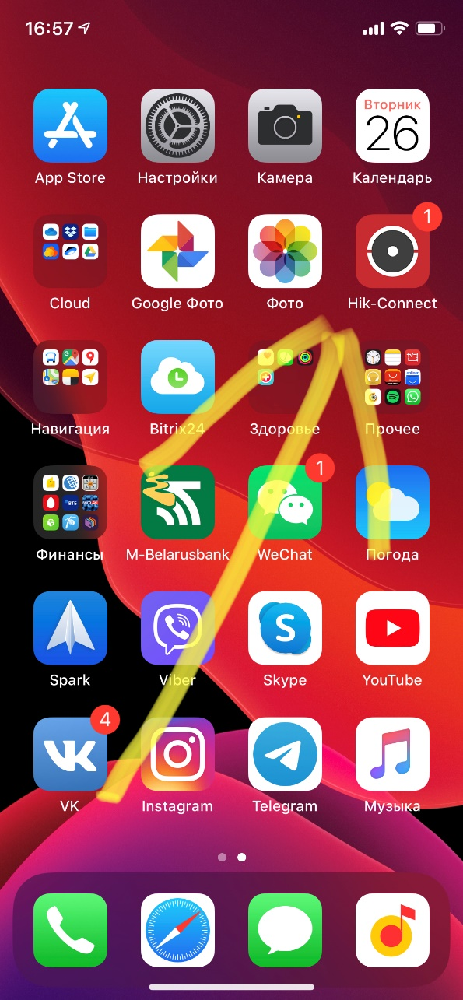 16:57
Вторник
26
App Store
Настройки
Камера
Календарь
1
Cloud
Google Фото
Фото
Hik-Connect
Навигация
Bitrix24
Здоровье
Прочее
ВТБ
1
Финансы
M-Belarusbank
WeChat
Погода
S
Spark
Viber
Skype
YouTube
4
VK
Instagram
Telegram
Музыка